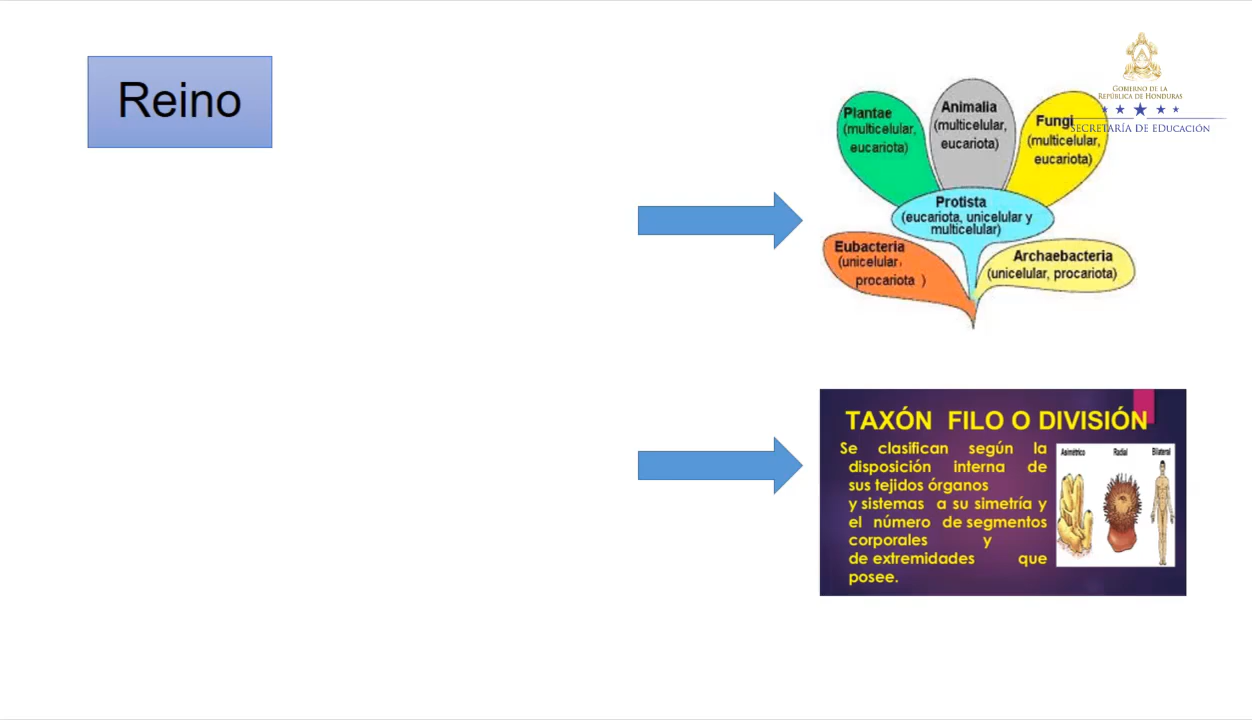 Reino
GOBIERNO DE LA
REPÚBLICA DE HONDURAS
SECRETARÍA DE EDUCACIÓN
Plantae
(multicelular,
eucariota)
Animalia
(multicelular,
eucariota)
Fungi
(multicelular,
eucariota)
Protista
(eucariota, unicelular y
multicelular)
Eubacteria
(unicelular,
procariota )
Archaebacteria
(unicelular, procariota)
TAXÓN FILO O DIVISIÓN
Se clasifican según la
disposición interna de
sus tejidos órganos
y sistemas a su simetría y
el número de segmentos
corporales y
de extremidades que
posee.
Asimétrico Radial Bilateral